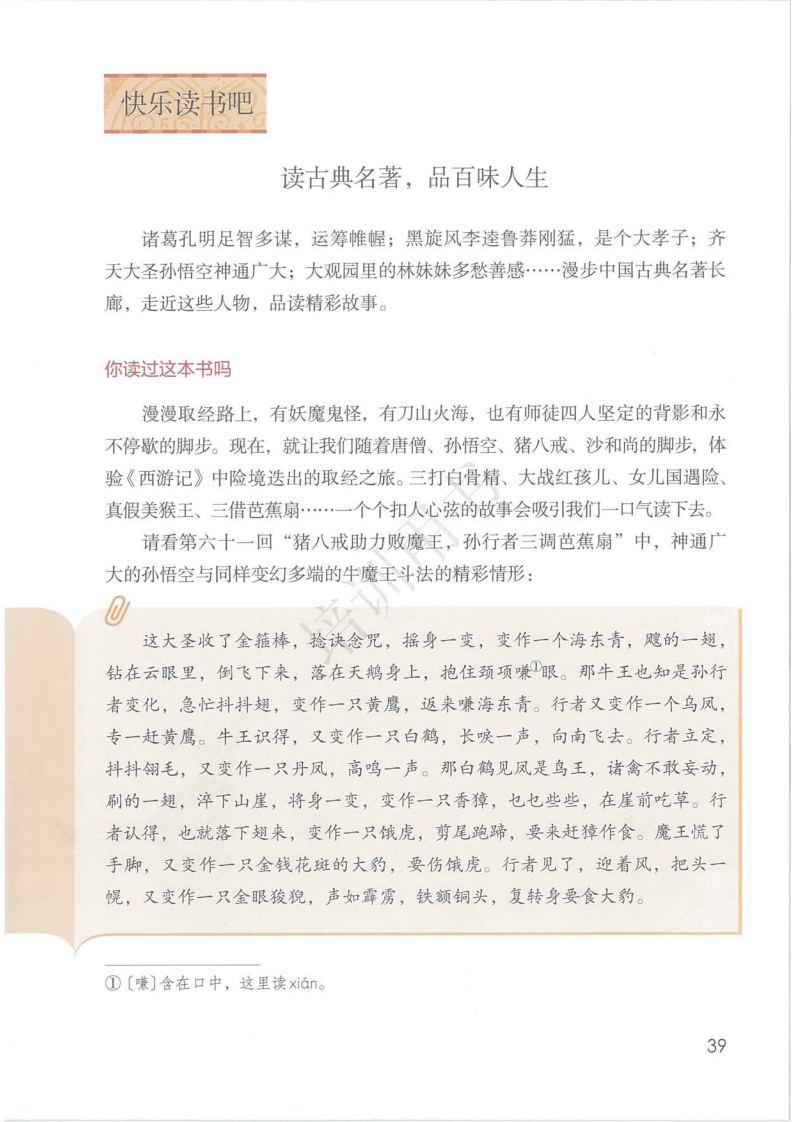 快乐读书吧
读古典名著，品百味人生
诸葛孔明足智多谋，运筹帷幄；黑旋风李逵鲁莽刚猛，是个大孝子；齐
天大圣孙悟空神通广大；大观园里的林妹妹多愁善感……漫步中国古典名著长
廊，走近这些人物，品读精彩故事。
你读过这本书吗
漫漫取经路上，有妖魔鬼怪，有刀山火海，也有师徒四人坚定的背影和永
不停歇的脚步。现在，就让我们随着唐僧、孙悟空、猪八戒、沙和尚的脚步，体
验《西游记》中险境迭出的取经之旅。三打白骨精、大战红孩儿、女儿国遇险、
真假美猴王、三借芭蕉扇……一个个扣人心弦的故事会吸引我们一口气读下去。
请看第六十一回“猪八戒助力败魔王，孙行者三调芭蕉扇”中，神通广
大的孙悟空与同样变幻多端的牛魔王斗法的精彩情形：
这大圣收了金箍棒，捻诀念咒，摇身一变，变作一个海东青，飕的一翅，
钻在云眼里，倒飞下来，落在天鹅身上，抱住颈项嗛①眼。那牛王也知是孙行
者变化，急忙抖抖翅，变作一只黄鹰，返来嗛海东青。行者又变作一个乌凤，
专一赶黄鹰。牛王识得，又变作一只白鹤，长唳一声，向南飞去。行者立定，
抖抖翎毛，又变作一只丹凤，高鸣一声。那白鹤见凤是鸟王，诸禽不敢妄动，
刷的一翅，淬下山崖，将身一变，变作一只香獐，乜乜些些，在崖前吃草。行
者认得，也就落下翅来，变作一只饿虎，剪尾跑蹄，要来赶獐作食。魔王慌了
手脚，又变作一只金钱花斑的大豹，要伤饿虎。行者见了，迎着风，把头一
幌，又变作一只金眼狻猊，声如霹雳，铁额铜头，复转身要食大豹。
①〔嗛〕含在口中，这里读xián。
39
培训用书